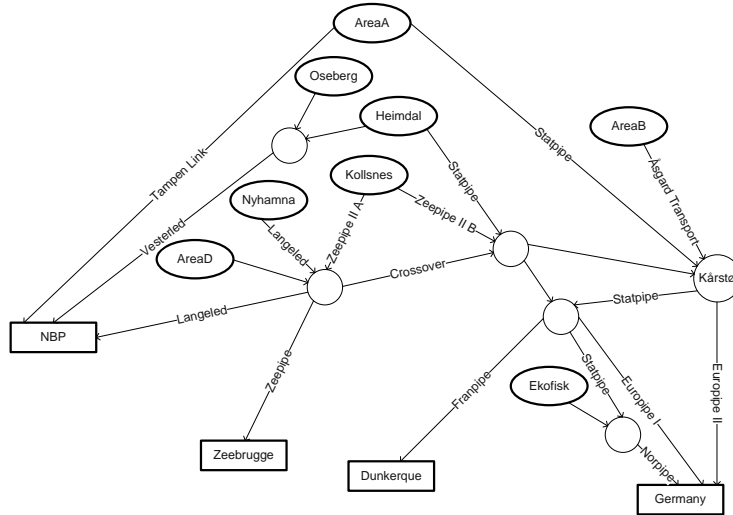 AreaA
Oseberg
Heimdal
AreaB
Tampen Link
Statpipe
Statpipe
Åsgard Transport
Kollsnes
Nyhamna
Zeepipe II A
Zeepipe II B
Vesterled
Langeled
AreaD
Crossover
Kårstø
Langeled
Statpipe
NBP
Zeepipe
Franpipe
Statpipe
Europipe I
Europipe II
Ekofisk
Norpipe
Zeebrugge
Dunkerque
Germany